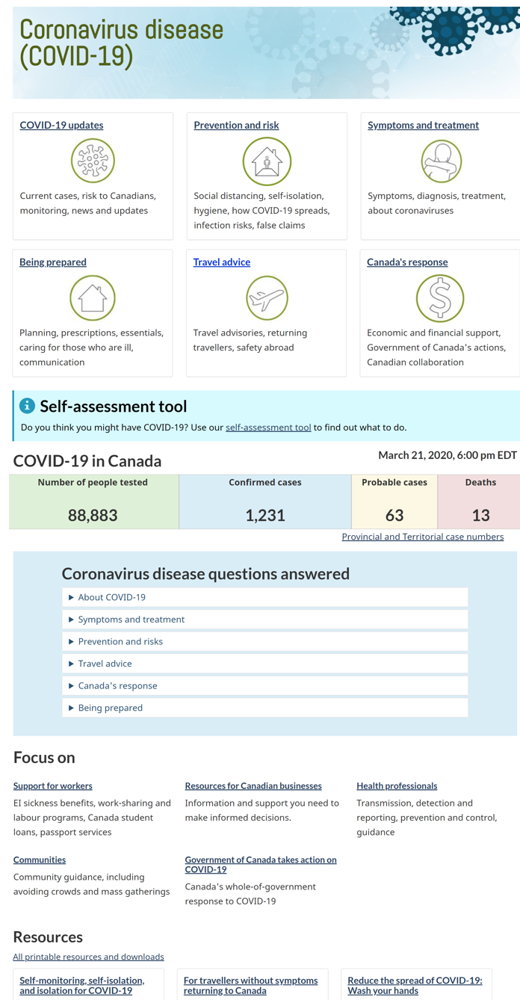 Coronavirus disease
(COVID-19)
COVID-19 updates
Current cases, risk to Canadians,
monitoring, news and updates
Prevention and risk
Social distancing, self-isolation,
hygiene, how COVID-19 spreads,
infection risks, false claims
Symptoms and treatment
Symptoms, diagnosis, treatment,
about coronaviruses
Being prepared
Planning, prescriptions, essentials,
caring for those who are ill,
communication
Travel advice
Travel advisories, returning
travellers, safety abroad
Canada's response
Economic and financial support,
Government of Canada's actions,
Canadian collaboration
Self-assessment tool
Do you think you might have COVID-19? Use our self-assessment tool to find out what to do.
COVID-19 in Canada
March 21, 2020, 6:00 pm EDT
Number of people tested
88,883
Confirmed cases
1,231
Probable cases
63
Deaths
13
Provincial and Territorial case numbers
Coronavirus disease questions answered
About COVID-19
Symptoms and treatment
Prevention and risks
Travel advice
Canada's response
Being prepared
Focus on
Support for workers
EI sickness benefits, work-sharing and
labour programs, Canada student
loans, passport services
Resources for Canadian businesses
Information and support you need to
make informed decisions.
Health professionals
Transmission, detection and
reporting, prevention and control,
guidance
Communities
Community guidance, including
avoiding crowds and mass gatherings
Government of Canada takes action on
COVID-19
Canada's whole-of-government
response to COVID-19
Resources
All printable resources and downloads
Self-monitoring, self-isolation,
and isolation for COVID-19
For travellers without symptoms
returning to Canada
Reduce the spread of COVID-19:
Wash your hands